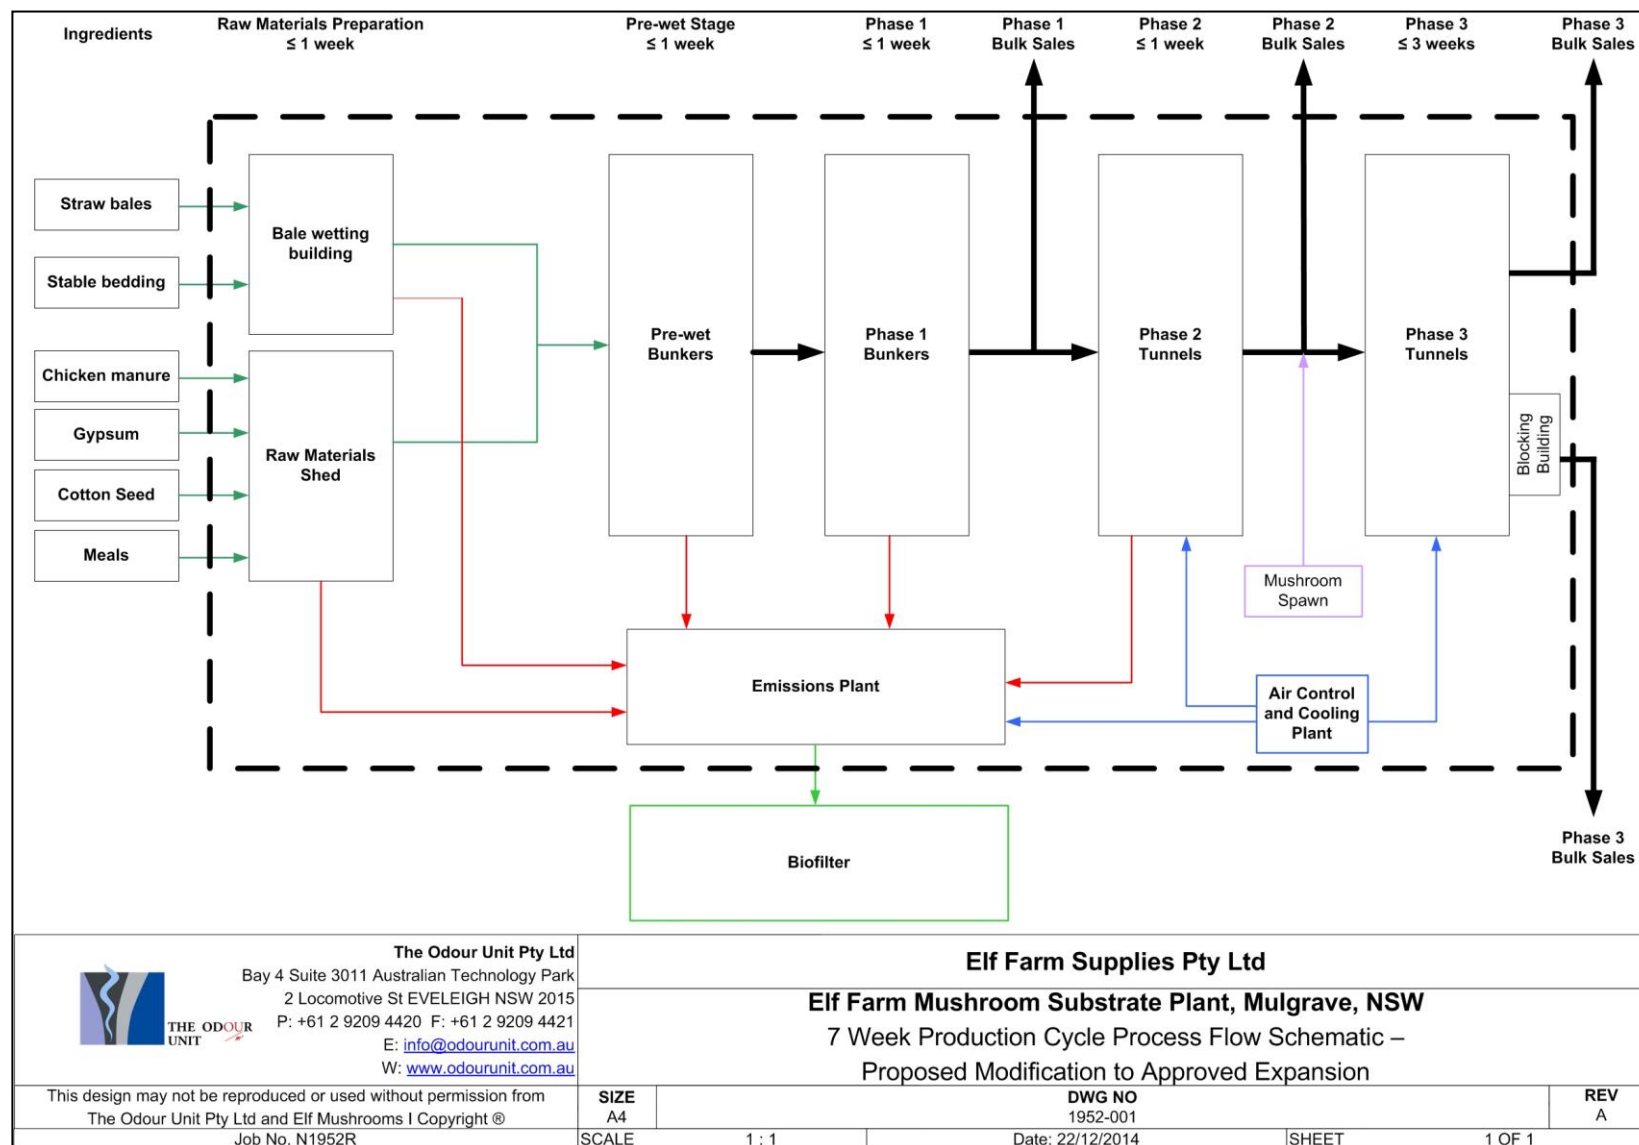 Ingredients
Raw Materials Preparation
≤ 1 week
Pre-wet Stage
≤ 1 week
Phase 1
≤ 1 week
Phase 1
Bulk Sales
Phase 2
≤ 1 week
Phase 2
Bulk Sales
Phase 3
≤ 3 weeks
Phase 3
Bulk Sales
Straw bales
Stable bedding
Chicken manure
Gypsum
Cotton Seed
Meals
Bale wetting
building
Raw Materials
Shed
Pre-wet
Bunkers
Phase 1
Bunkers
Phase 2
Tunnels
Phase 3
Tunnels
Blocking
Building
Mushroom
Spawn
Emissions Plant
Air Control
and Cooling
Plant
Biofilter
Phase 3
Bulk Sales
THE ODOUR
UNIT
The Odour Unit Pty Ltd
Bay 4 Suite 3011 Australian Technology Park
2 Locomotive St EVELEIGH NSW 2015
P: +61 2 9209 4420 F: +61 2 9209 4421
E: info@odourunit.com.au
W: www.odourunit.com.au
This design may not be reproduced or used without permission from
The Odour Unit Pty Ltd and Elf Mushrooms I Copyright ®
Job No. N1952R
Elf Farm Supplies Pty Ltd
Elf Farm Mushroom Substrate Plant, Mulgrave, NSW
7 Week Production Cycle Process Flow Schematic –
Proposed Modification to Approved Expansion
SIZE
A4
DWG NO
1952-001
REV
A
SCALE
1 : 1
Date: 22/12/2014
SHEET
1 OF 1